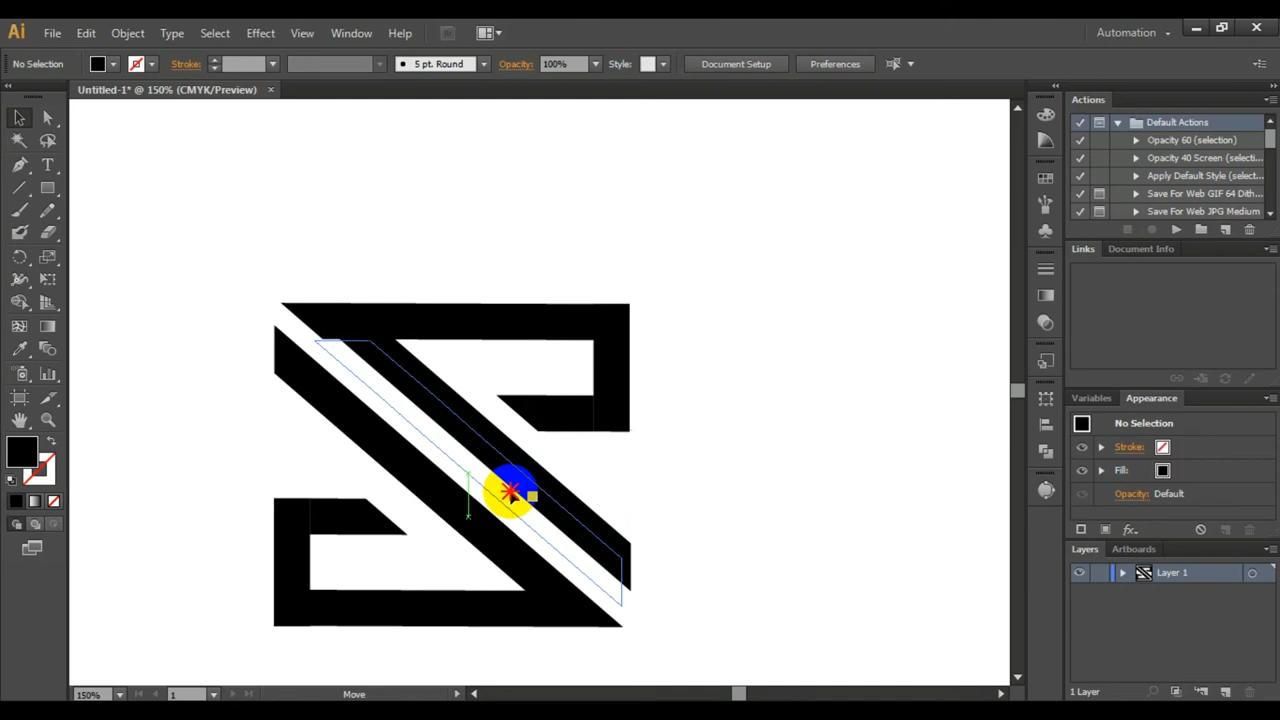 Ai File Edit Object Type Select Effect View Window Help Automation
No Selection Stroke: 5 pt. Round Opacity: 100% Style: Document Setup Preferences
Untitled-1* @ 150% (CMYK/Preview)
Actions
Default Actions
Opacity 60 (selection)
Opacity 40 Screen (selecti...
Apply Default Style (select...
Save For Web GIF 64 Dith...
Save For Web JPG Medium
Links Document Info
Variables Appearance
No Selection
Stroke:
Fill:
Opacity: Default
Layers Artboards
Layer 1
1 Layer
150% 1 Move